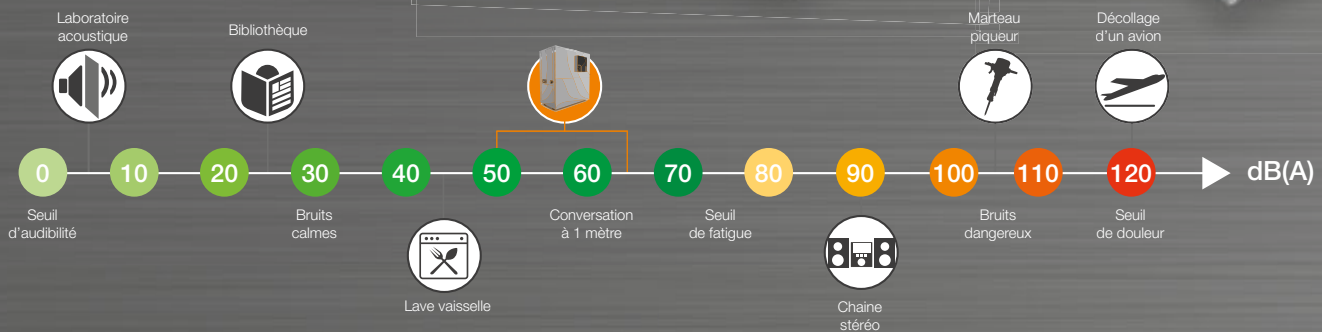 Laboratoire
acoustique
Bibliothèque
Marteau
piqueur
Décollage
d'un avion
0 10 20 30 40 50 60 70 80 90 100 110 120 dB(A)
Seuil
d'audibilité
Bruits
calmes
Conversation
à 1 mètre
Seuil
de fatigue
Bruits
dangereux
Seuil
de douleur
Lave vaisselle
Chaine
stéréo